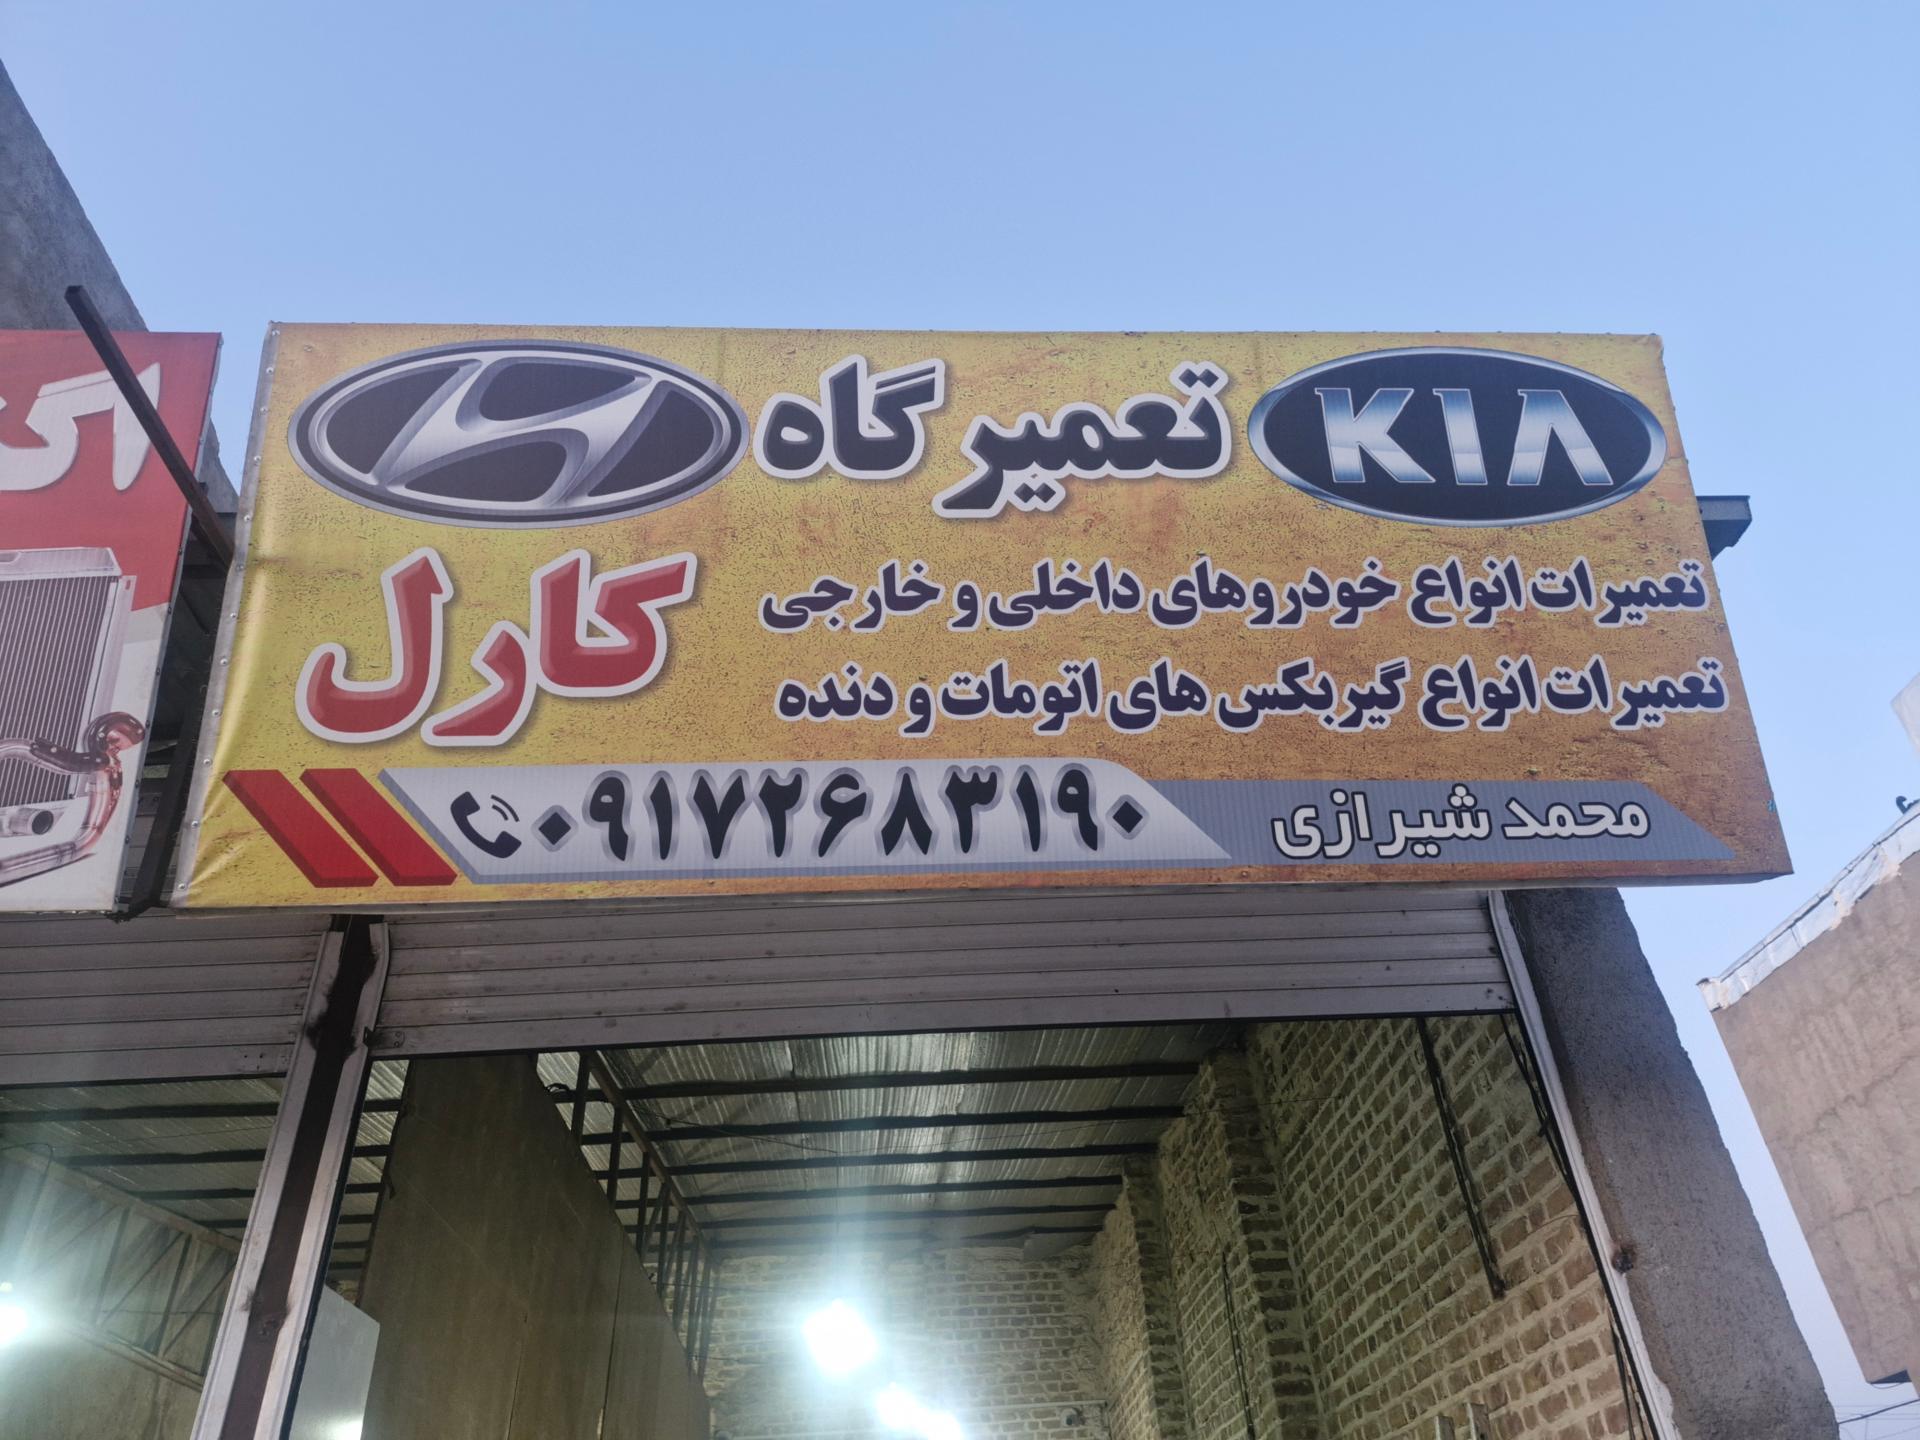 KIA
تعمیرگاه
کارل
تعمیرات انواع خودروهای داخلی و خارجی
تعمیرات انواع گیربکس های اتومات و دنده
محمد شیرازی
۰۹۱۷۲۶۸۳۱۹۰